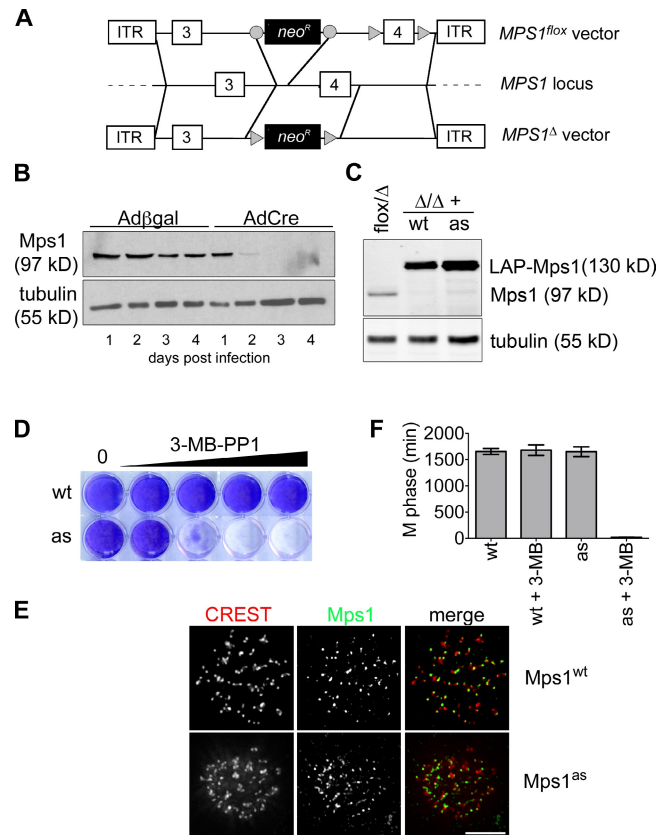 A
ITR 3 neoR 4 ITR MPS1flox vector
3 4 MPS1 locus
ITR 3 neoR ITR MPS1Δ vector
B
Adβgal AdCre
Mps1
(97 kD)
tubulin
(55 kD)
1 2 3 4 1 2 3 4
days post infection
C
flox/Δ
Δ/Δ +
wt as
LAP-Mps1(130 kD)
Mps1 (97 kD)
tubulin (55 kD)
D
3-MB-PP1
0
wt
as
F
M phase (min)
2000
1500
1000
500
0
wt
wt + 3-MB
as
as + 3-MB
E
CREST Mps1 merge
Mps1wt
Mps1as